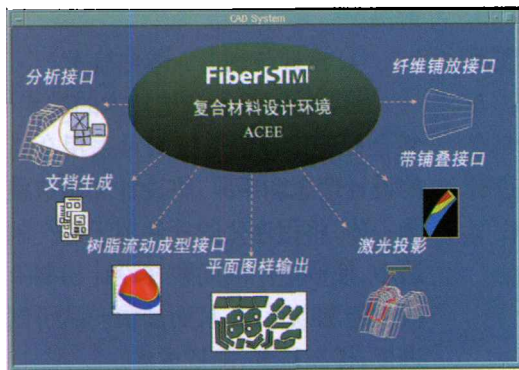 CAD System
FiberSIM
复合材料设计环境
ACEE
分析接口
纤维铺放接口
文档生成
带铺叠接口
树脂流动成型接口
平面图样输出
激光投影